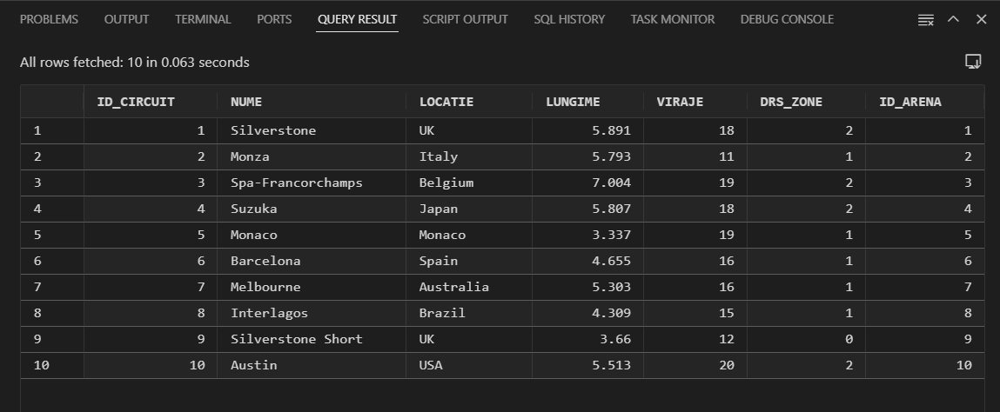 PROBLEMS OUTPUT TERMINAL PORTS QUERY RESULT SCRIPT OUTPUT SQL HISTORY TASK MONITOR DEBUG CONSOLE
All rows fetched: 10 in 0.063 seconds
ID_CIRCUIT NUME LOCATIE LUNGIME VIRAJE DRS_ZONE ID_ARENA
1 1 Silverstone UK 5.891 18 2 1
2 2 Monza Italy 5.793 11 1 2
3 3 Spa-Francorchamps Belgium 7.004 19 2 3
4 4 Suzuka Japan 5.807 18 2 4
5 5 Monaco Monaco 3.337 19 1 5
6 6 Barcelona Spain 4.655 16 1 6
7 7 Melbourne Australia 5.303 16 1 7
8 8 Interlagos Brazil 4.309 15 1 8
9 9 Silverstone Short UK 3.66 12 0 9
10 10 Austin USA 5.513 20 2 10